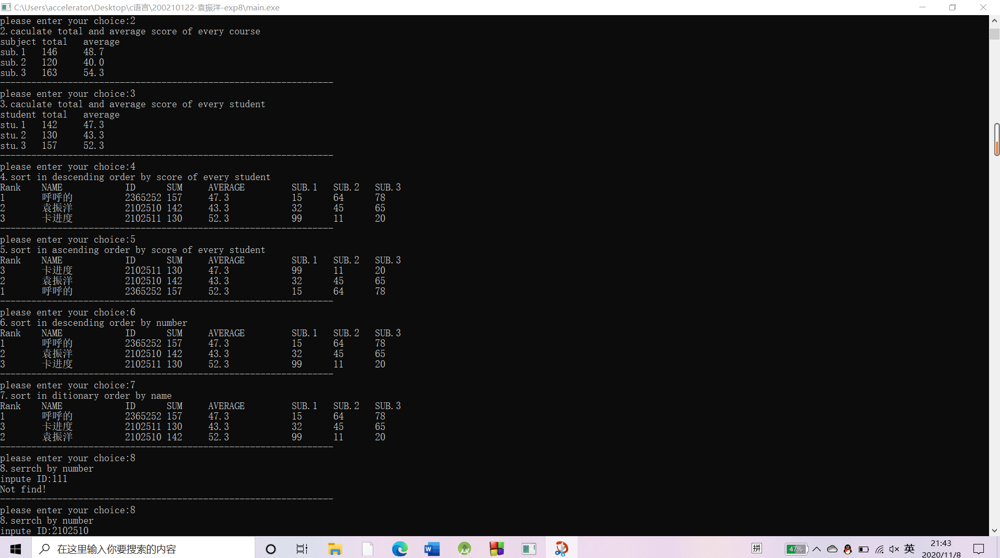 C:\Users\accelerator\Desktop\c语言\200210122-袁振洋-exp8\main.exe
please enter your choice:2
2.caculate total and average score of every course
subject total average
sub.1 146 48.7
sub.2 120 40.0
sub.3 163 54.3
----------------------------------------------------------------
please enter your choice:3
3.caculate total and average score of every student
student total average
stu.1 142 47.3
stu.2 130 43.3
stu.3 157 52.3
----------------------------------------------------------------
please enter your choice:4
4.sort in descending order by score of every student
Rank NAME ID SUM AVERAGE SUB.1 SUB.2 SUB.3
1 呼呼的 2365252 157 47.3 15 64 78
2 袁振洋 2102510 142 43.3 32 45 65
3 卡进度 2102511 130 52.3 99 11 20
----------------------------------------------------------------
please enter your choice:5
5.sort in ascending order by score of every student
Rank NAME ID SUM AVERAGE SUB.1 SUB.2 SUB.3
3 卡进度 2102511 130 47.3 99 11 20
2 袁振洋 2102510 142 43.3 32 45 65
1 呼呼的 2365252 157 52.3 15 64 78
----------------------------------------------------------------
please enter your choice:6
6.sort in descending order by number
Rank NAME ID SUM AVERAGE SUB.1 SUB.2 SUB.3
1 呼呼的 2365252 157 47.3 15 64 78
2 袁振洋 2102510 142 43.3 32 45 65
3 卡进度 2102511 130 52.3 99 11 20
----------------------------------------------------------------
please enter your choice:7
7.sort in ditionary order by name
Rank NAME ID SUM AVERAGE SUB.1 SUB.2 SUB.3
1 呼呼的 2365252 157 47.3 15 64 78
3 卡进度 2102511 130 43.3 32 45 65
2 袁振洋 2102510 142 52.3 99 11 20
----------------------------------------------------------------
please enter your choice:8
8.serrch by number
inpute ID:111
Not find!
----------------------------------------------------------------
please enter your choice:8
8.serrch by number
inpute ID:2102510
在这里输入你要搜索的内容
拼
47%
英
21:43
2020/11/8